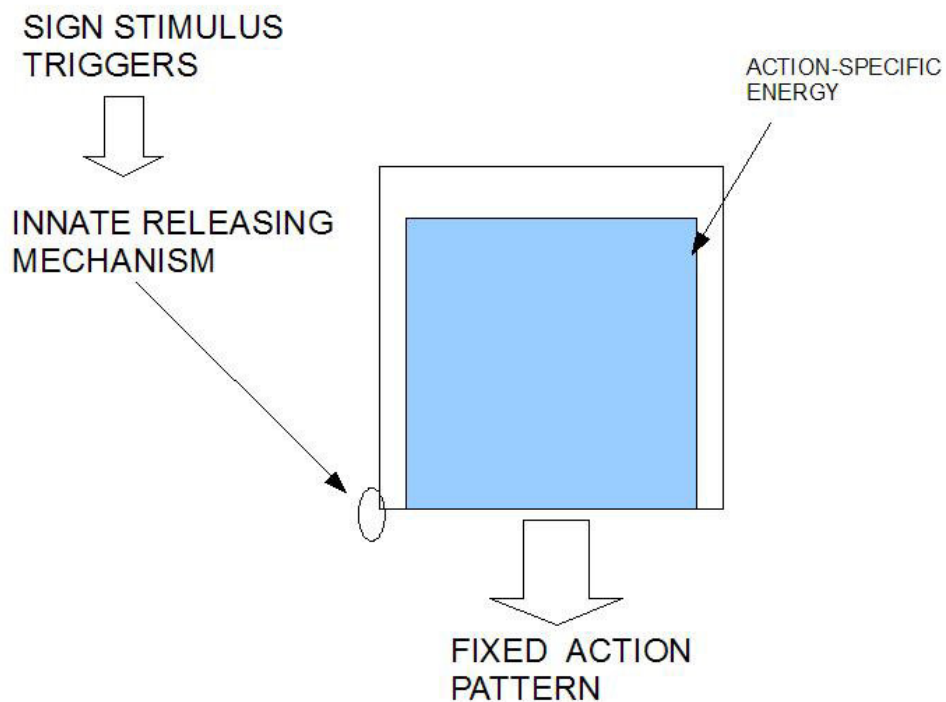 SIGN STIMULUS
TRIGGERS
ACTION-SPECIFIC
ENERGY
INNATE RELEASING
MECHANISM
FIXED ACTION
PATTERN